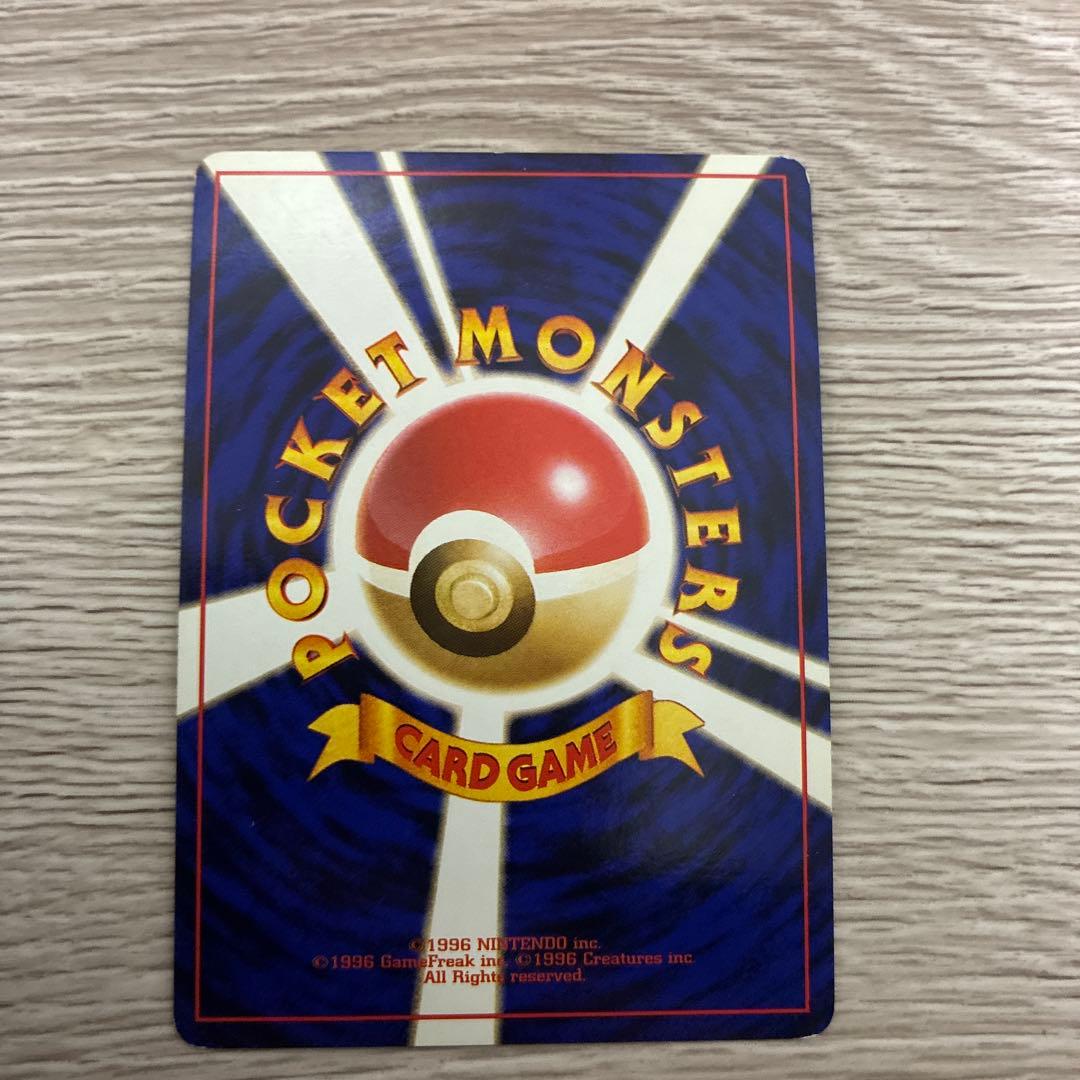 POCKET MONSTERS
CARD GAME
©1996 NINTENDO inc.
©1996 GameFreak inc. ©1996 Creatures inc.
All Rights reserved.